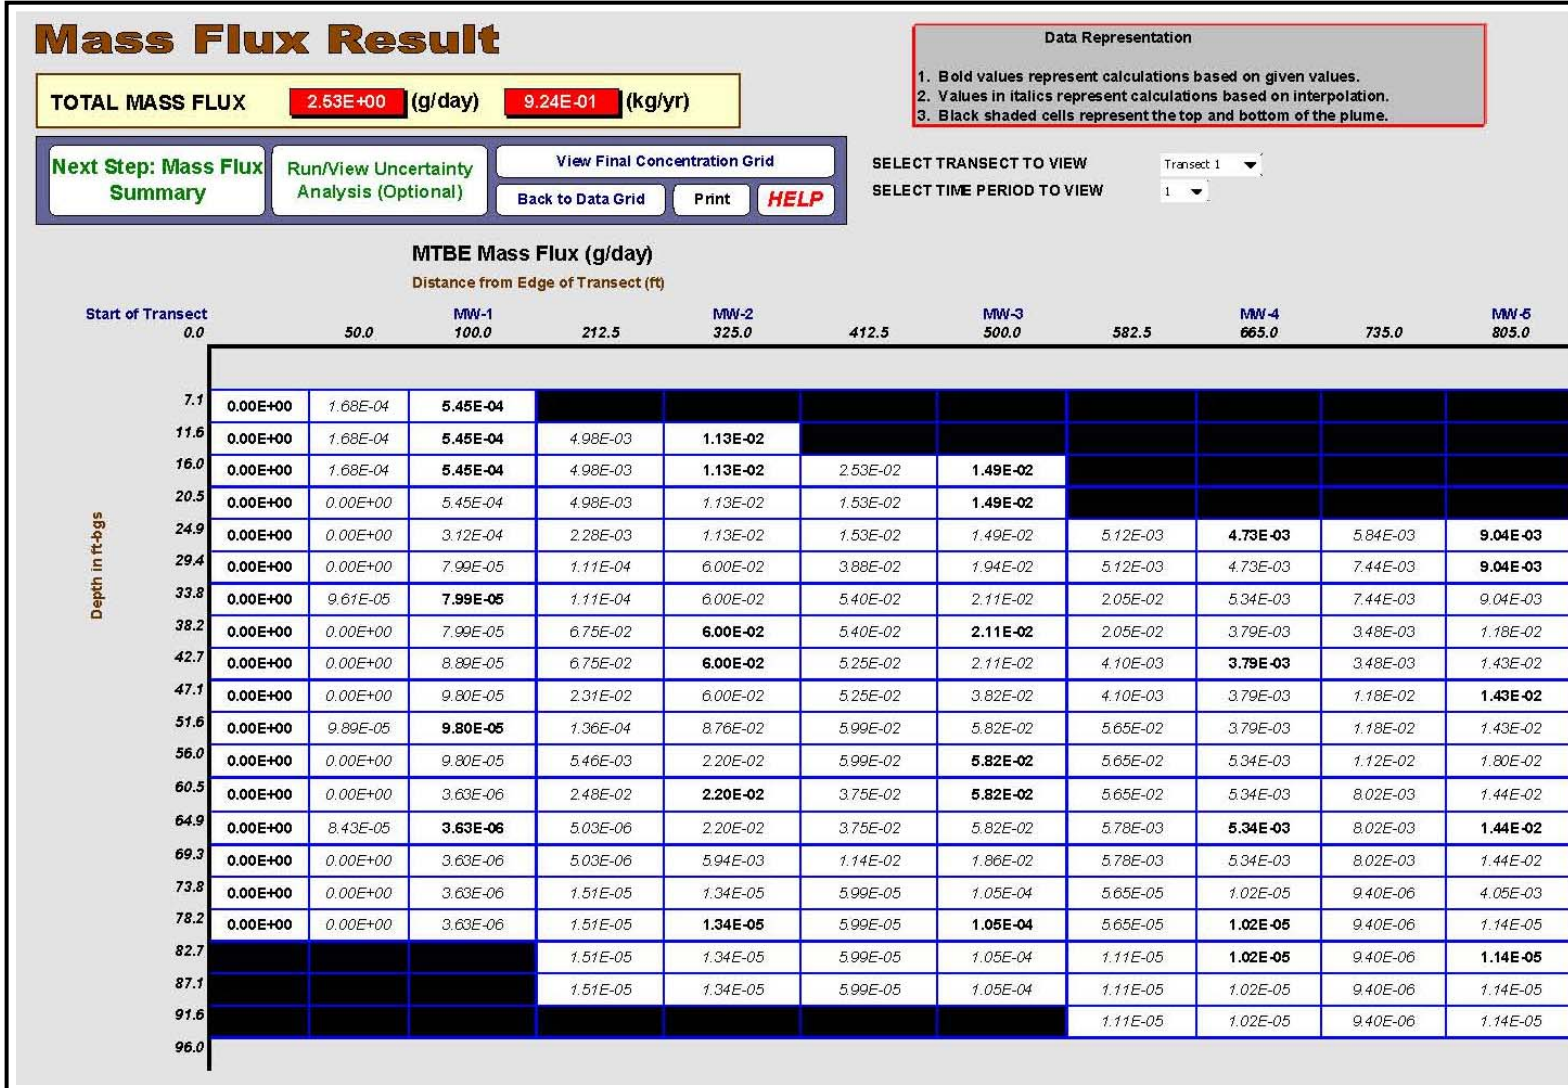 Mass Flux Result
TOTAL MASS FLUX 2.53E+00 (g/day) 9.24E-01 (kg/yr)
Data Representation
1. Bold values represent calculations based on given values.
2. Values in italics represent calculations based on interpolation.
3. Black shaded cells represent the top and bottom of the plume.
Next Step: Mass Flux
Summary
Run/View Uncertainty
Analysis (Optional)
View Final Concentration Grid
Back to Data Grid
Print
HELP
SELECT TRANSECT TO VIEW Transect 1
SELECT TIME PERIOD TO VIEW 1
MTBE Mass Flux (g/day)
Distance from Edge of Transect (ft)
Start of Transect MW-1 MW-2 MW-3 MW-4 MW-5
0.0 50.0 100.0 212.5 325.0 412.5 500.0 582.5 665.0 735.0 805.0
Depth in ft-bgs
7.1
0.00E+00 1.68E-04 5.45E-04
11.6
0.00E+00 1.68E-04 5.45E-04 4.98E-03 1.13E-02
16.0
0.00E+00 1.68E-04 5.45E-04 4.98E-03 1.13E-02 2.53E-02 1.49E-02
20.5
0.00E+00 0.00E+00 5.45E-04 4.98E-03 1.13E-02 1.53E-02 1.49E-02
24.9
0.00E+00 0.00E+00 3.12E-04 2.28E-03 1.13E-02 1.53E-02 1.49E-02 5.12E-03 4.73E-03 5.84E-03 9.04E-03
29.4
0.00E+00 0.00E+00 7.99E-05 1.11E-04 6.00E-02 3.88E-02 1.94E-02 5.12E-03 4.73E-03 7.44E-03 9.04E-03
33.8
0.00E+00 9.61E-05 7.99E-05 1.11E-04 6.00E-02 5.40E-02 2.11E-02 2.05E-02 5.34E-03 7.44E-03 9.04E-03
38.2
0.00E+00 0.00E+00 7.99E-05 6.75E-02 6.00E-02 5.40E-02 2.11E-02 2.05E-02 3.79E-03 3.48E-03 1.18E-02
42.7
0.00E+00 0.00E+00 8.89E-05 6.75E-02 6.00E-02 5.25E-02 2.11E-02 4.10E-03 3.79E-03 3.48E-03 1.43E-02
47.1
0.00E+00 0.00E+00 9.80E-05 2.31E-02 6.00E-02 5.25E-02 3.82E-02 4.10E-03 3.79E-03 1.18E-02 1.43E-02
51.6
0.00E+00 9.89E-05 9.80E-05 1.36E-04 8.76E-02 5.99E-02 5.82E-02 5.65E-02 3.79E-03 1.18E-02 1.43E-02
56.0
0.00E+00 0.00E+00 9.80E-05 5.46E-03 2.20E-02 5.99E-02 5.82E-02 5.65E-02 5.34E-03 1.12E-02 1.80E-02
60.5
0.00E+00 0.00E+00 3.63E-06 2.48E-02 2.20E-02 3.75E-02 5.82E-02 5.65E-02 5.34E-03 8.02E-03 1.44E-02
64.9
0.00E+00 8.43E-05 3.63E-06 5.03E-06 2.20E-02 3.75E-02 5.82E-02 5.78E-03 5.34E-03 8.02E-03 1.44E-02
69.3
0.00E+00 0.00E+00 3.63E-06 5.03E-06 5.94E-03 1.14E-02 1.86E-02 5.78E-03 5.34E-03 8.02E-03 1.44E-02
73.8
0.00E+00 0.00E+00 3.63E-06 1.51E-05 1.34E-05 5.99E-05 1.05E-04 5.65E-05 1.02E-05 9.40E-06 4.05E-03
78.2
0.00E+00 0.00E+00 3.63E-06 1.51E-05 1.34E-05 5.99E-05 1.05E-04 5.65E-05 1.02E-05 9.40E-06 1.14E-05
82.7
1.51E-05 1.34E-05 5.99E-05 1.05E-04 1.11E-05 1.02E-05 9.40E-06 1.14E-05
87.1
1.51E-05 1.34E-05 5.99E-05 1.05E-04 1.11E-05 1.02E-05 9.40E-06 1.14E-05
91.6
1.11E-05 1.02E-05 9.40E-06 1.14E-05
96.0